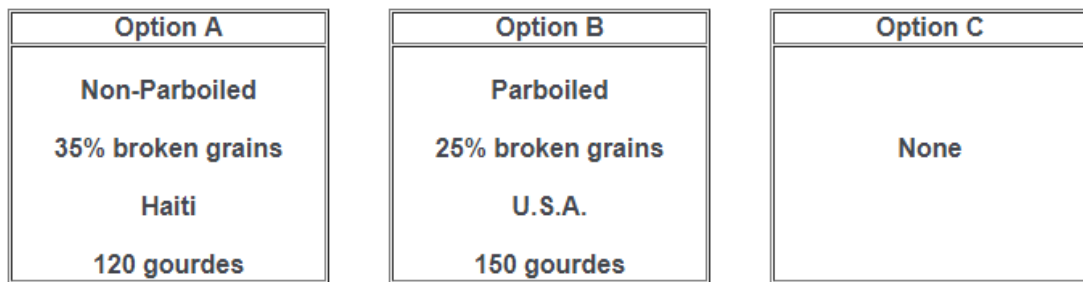 Option A
Non-Parboiled
35% broken grains
Haiti
120 gourdes
Option B
Parboiled
25% broken grains
U.S.A.
150 gourdes
Option C
None